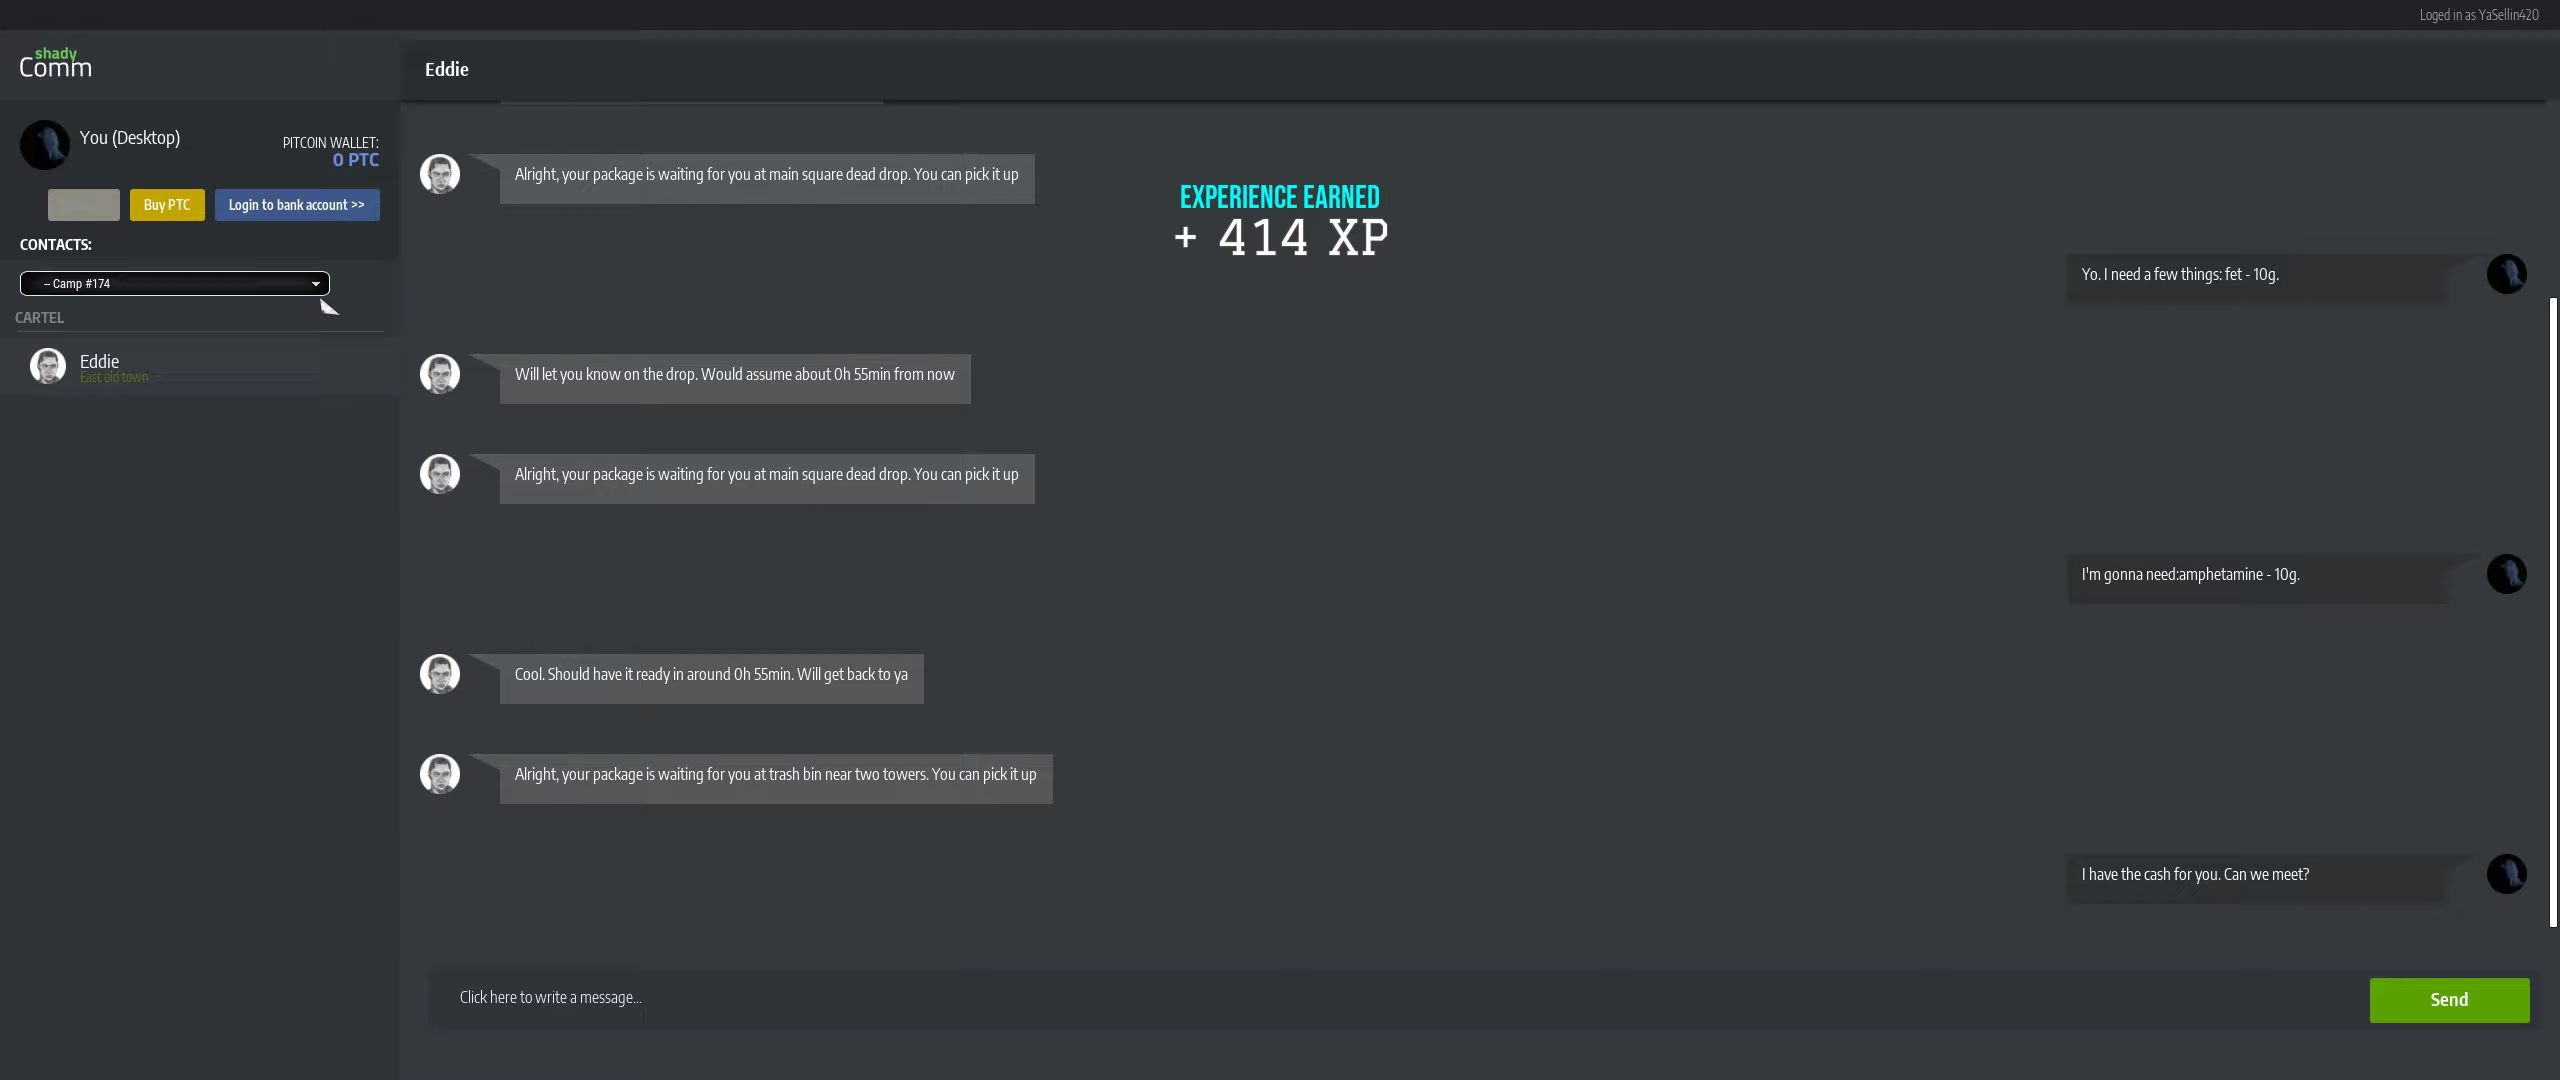 Loged in as YaSellin420
shady
Comm
Eddie
You (Desktop)
PITCOIN WALLET:
0 PTC
Buy PTC
Login to bank account >>
CONTACTS:
-- Camp #174
CARTEL
Eddie
East old town
Alright, your package is waiting for you at main square dead drop. You can pick it up
EXPERIENCE EARNED
+ 414 XP
Yo. I need a few things: fet - 10g.
Will let you know on the drop. Would assume about 0h 55min from now
Alright, your package is waiting for you at main square dead drop. You can pick it up
I'm gonna need:amphetamine - 10g.
Cool. Should have it ready in around 0h 55min. Will get back to ya
Alright, your package is waiting for you at trash bin near two towers. You can pick it up
I have the cash for you. Can we meet?
Click here to write a message...
Send